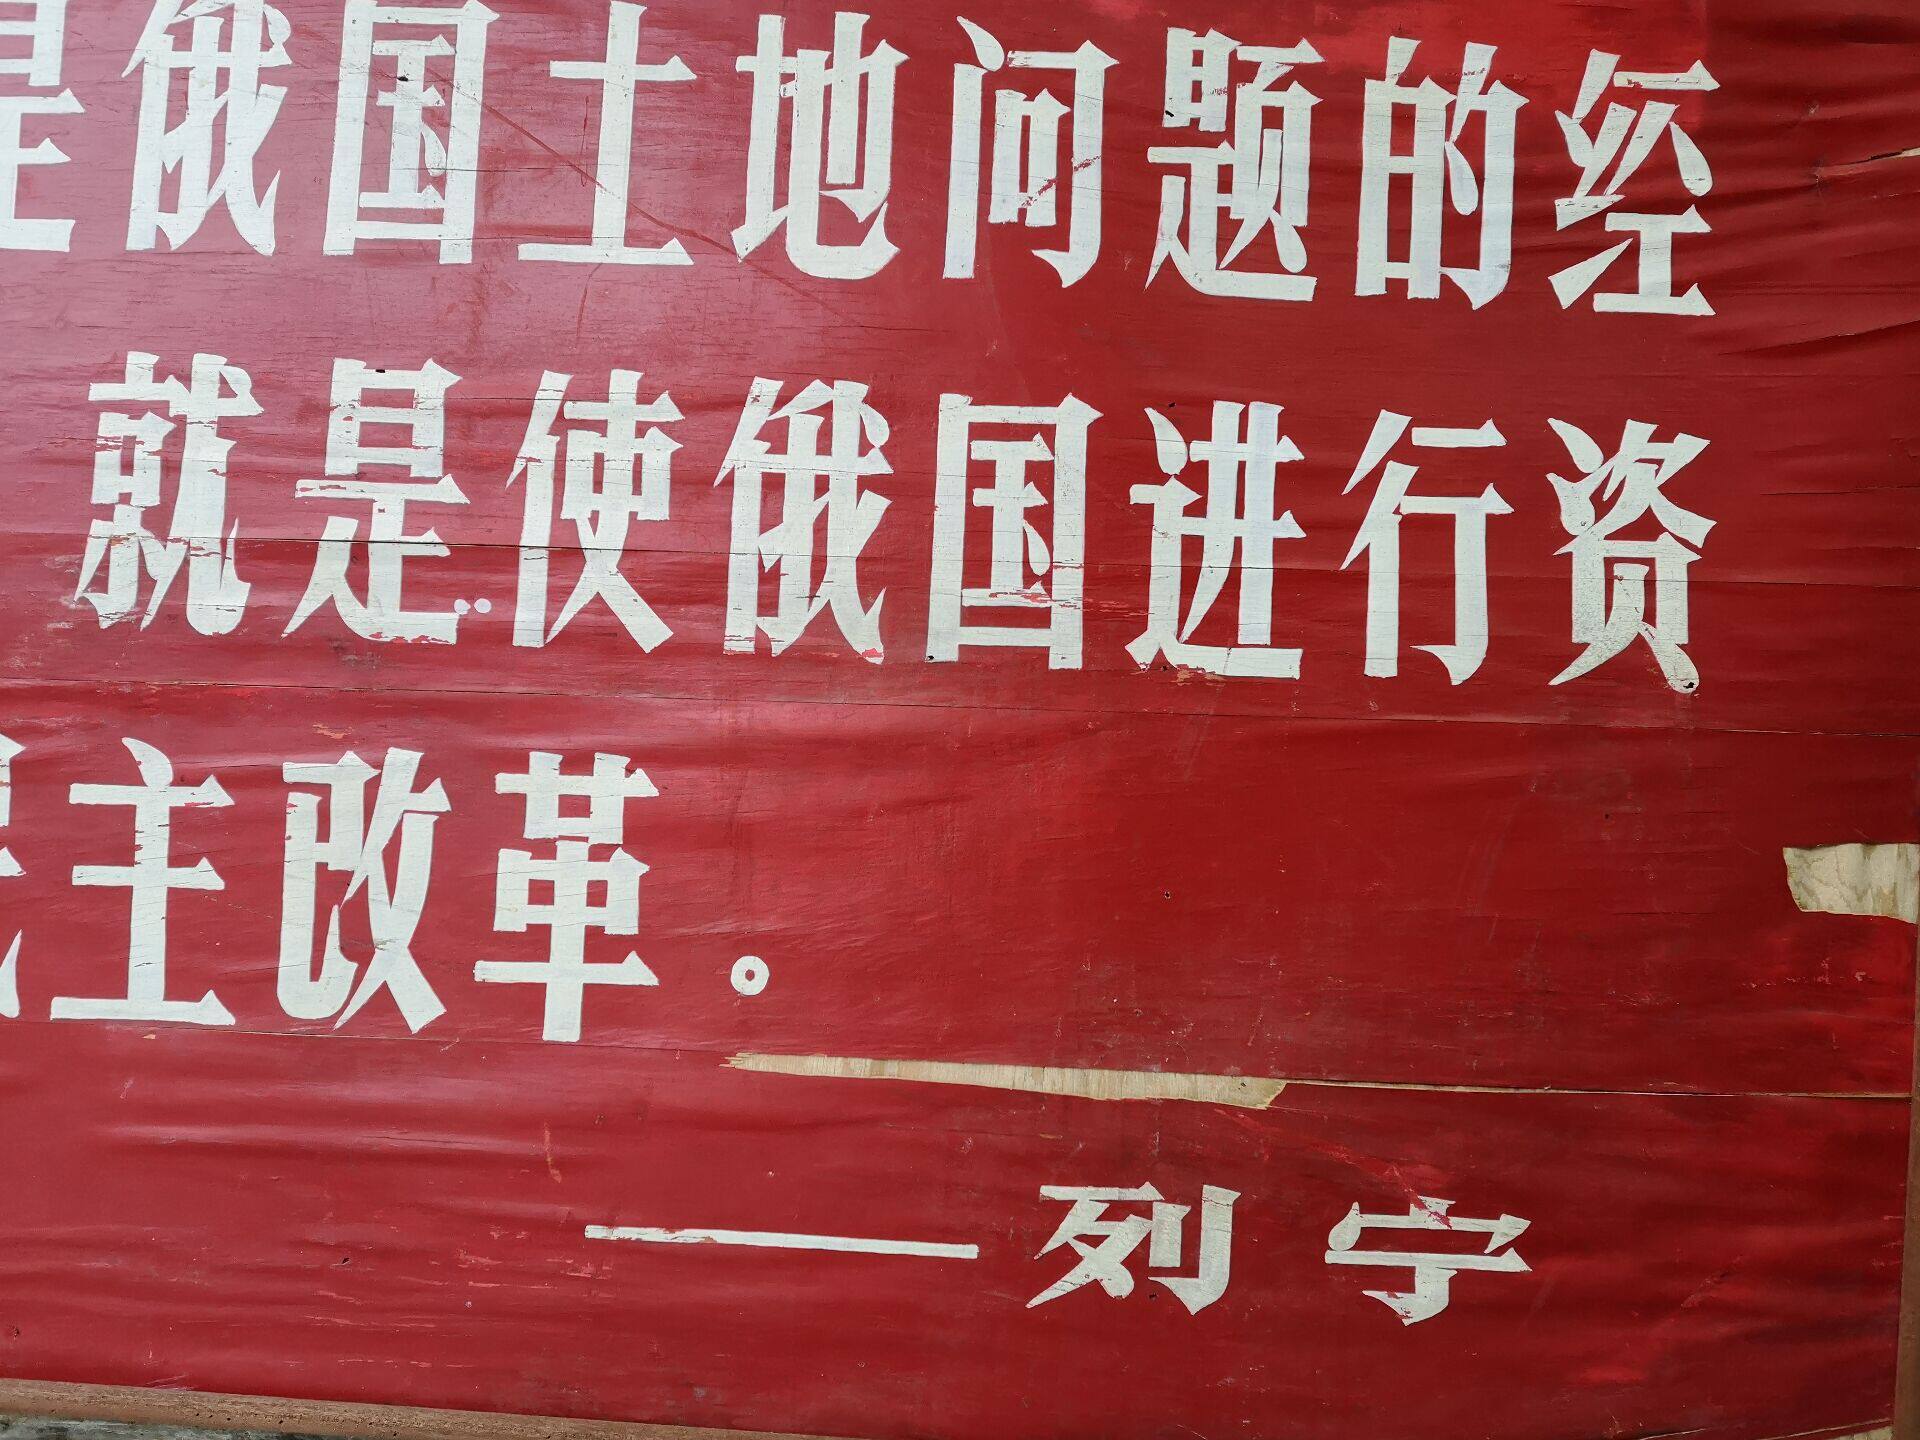 是俄国土地问题的经
就是使俄国进行资
主改革。
——列宁